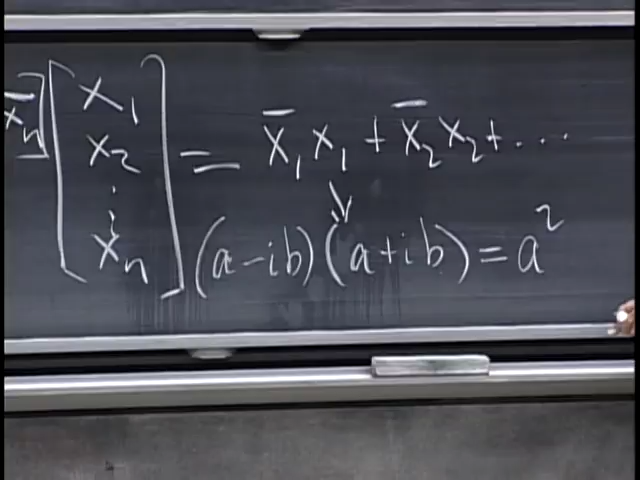 x̄ₙ] [x₁ x₂ ⋮ xₙ] = x̄₁x₁ + x̄₂x₂ + ...
(a-ib)(a+ib) = a²